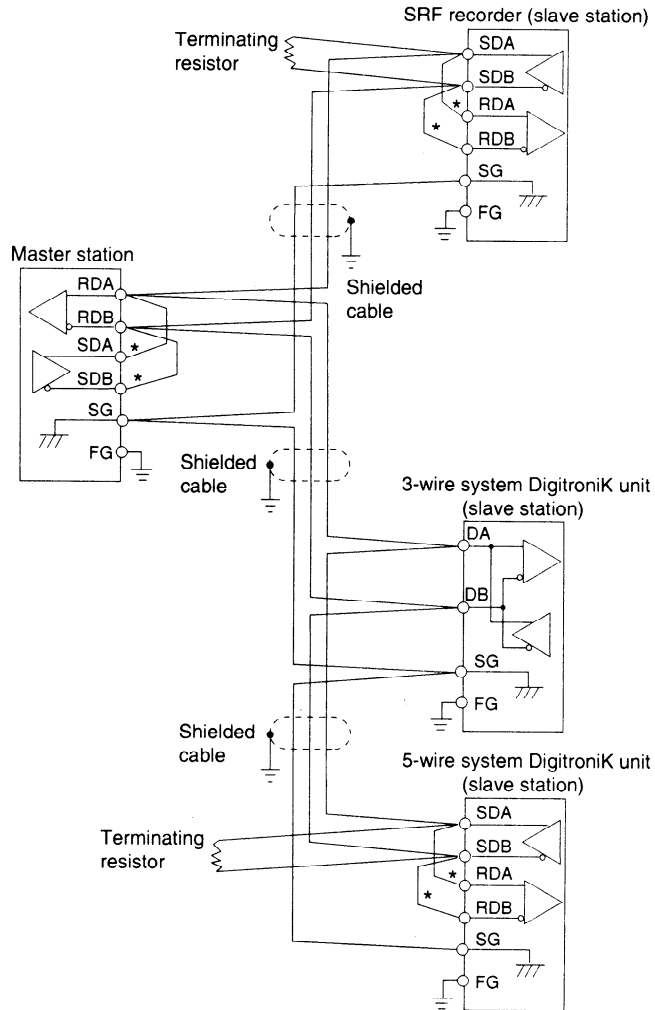 SRF recorder (slave station)
Terminating
resistor
SDA
SDB
*
RDA
*
RDB
SG
FG
Shielded
cable
Master station
RDA
RDB
SDA
*
SDB
*
SG
FG
Shielded
cable
3-wire system DigitroniK unit
(slave station)
DA
DB
SG
FG
Shielded
cable
5-wire system DigitroniK unit
(slave station)
Terminating
resistor
SDA
SDB
*
RDA
*
RDB
SG
FG